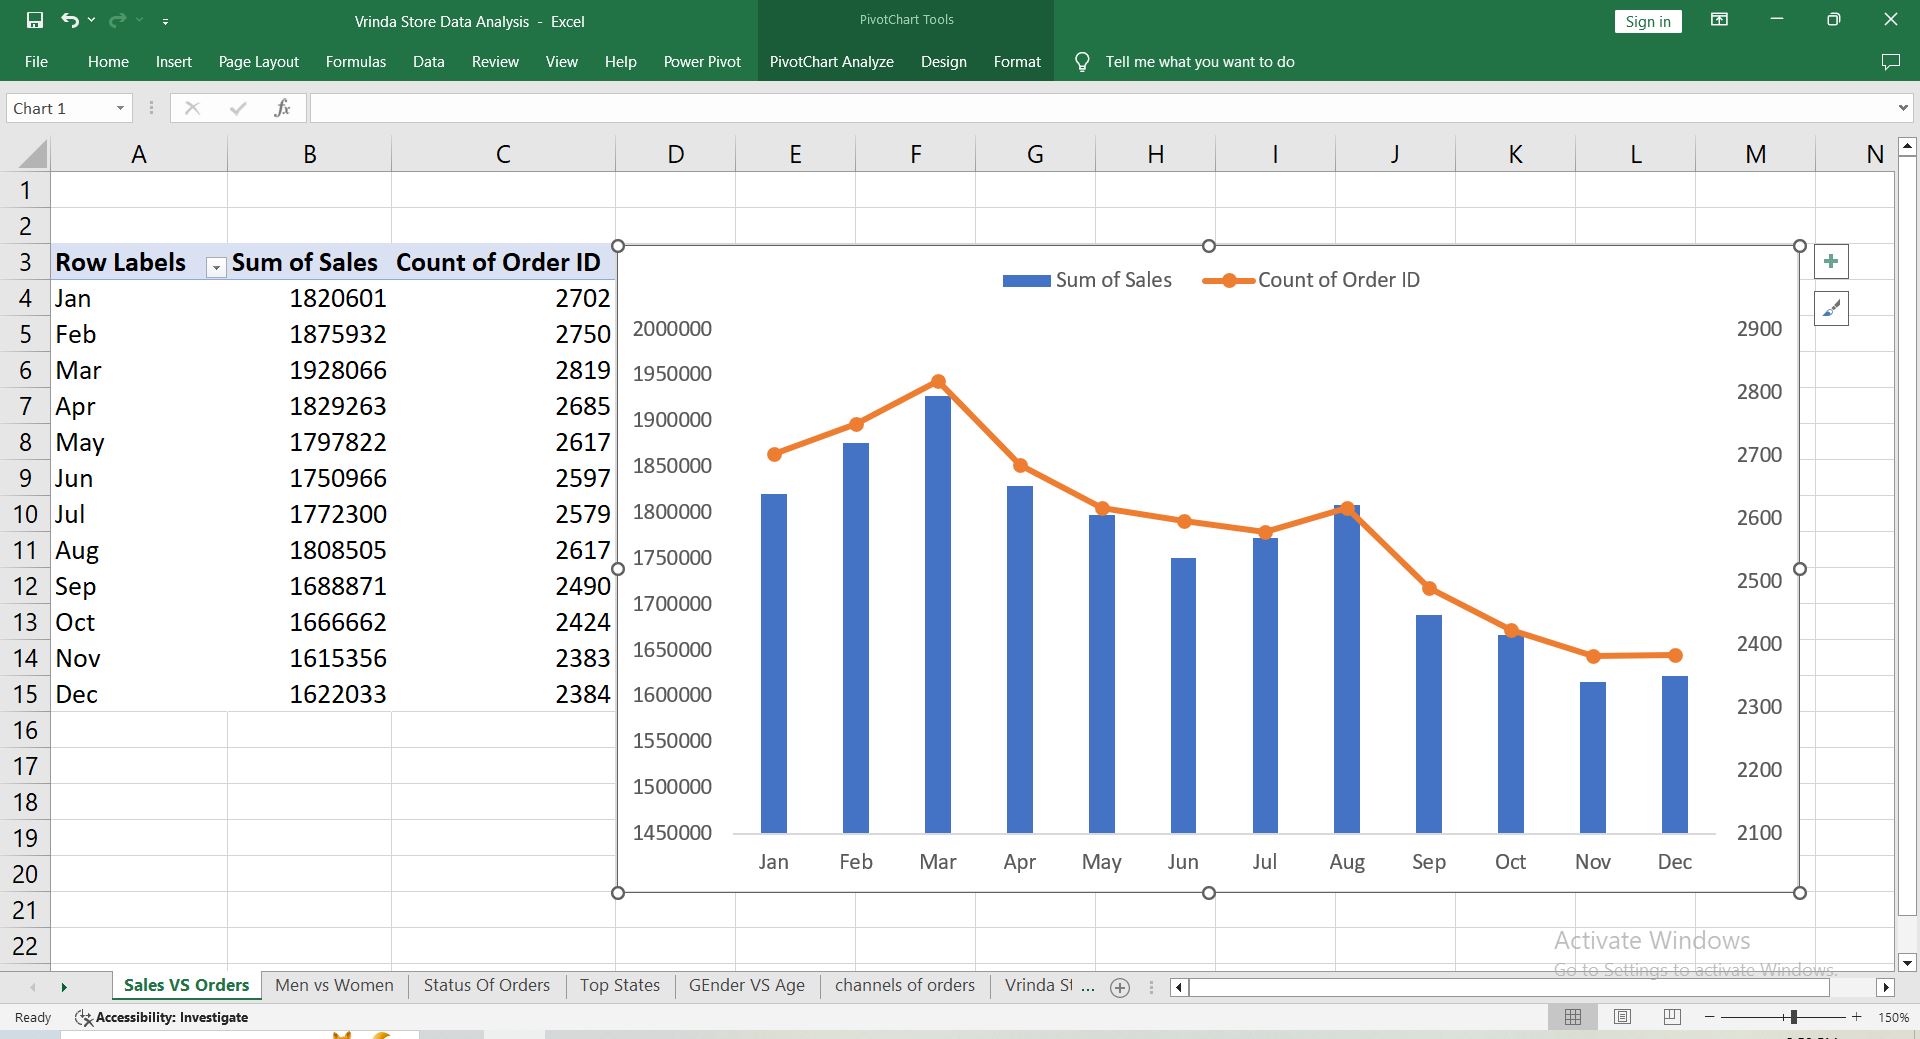 Vrinda Store Data Analysis - Excel
PivotChart Tools
Sign in
File Home Insert Page Layout Formulas Data Review View Help Power Pivot PivotChart Analyze Design Format Tell me what you want to do
Chart 1 fx
A B C D E F G H I J K L M N
1
2
3 Row Labels Sum of Sales Count of Order ID
4 Jan 1820601 2702
5 Feb 1875932 2750
6 Mar 1928066 2819
7 Apr 1829263 2685
8 May 1797822 2617
9 Jun 1750966 2597
10 Jul 1772300 2579
11 Aug 1808505 2617
12 Sep 1688871 2490
13 Oct 1666662 2424
14 Nov 1615356 2383
15 Dec 1622033 2384
16
17
18
19
20
21
22
Sum of Sales Count of Order ID
2000000
1950000
1900000
1850000
1800000
1750000
1700000
1650000
1600000
1550000
1500000
1450000
2900
2800
2700
2600
2500
2400
2300
2200
2100
Jan Feb Mar Apr May Jun Jul Aug Sep Oct Nov Dec
Activate Windows
Go to Settings to activate Windows.
Sales VS Orders Men vs Women Status Of Orders Top States GEnder VS Age channels of orders Vrinda St ...
Ready Accessibility: Investigate 150%